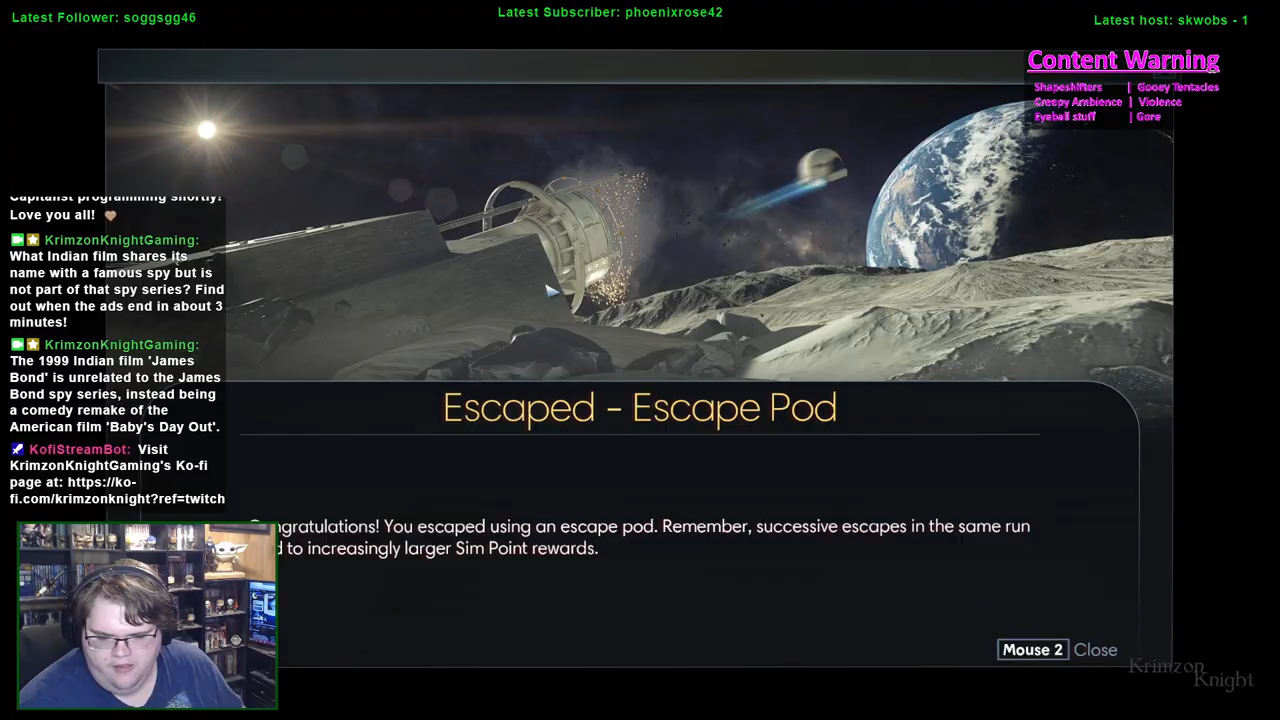 Latest Follower: soggsgg46
Latest Subscriber: phoenixrose42
Latest host: skwobs - 1
Content Warning
Shapeshifters | Gooey Tentacles
Creepy Ambience | Violence
Eyeball stuff | Gore
Capitalist programming shortly!
Love you all!
KrimzonKnightGaming:
What Indian film shares its
name with a famous spy but is
not part of that spy series? Find
out when the ads end in about 3
minutes!
KrimzonKnightGaming:
The 1999 Indian film 'James
Bond' is unrelated to the James
Bond spy series, instead being
a comedy remake of the
American film 'Baby's Day Out'.
KofiStreamBot: Visit
KrimzonKnightGaming's Ko-fi
page at: https://ko-
fi.com/krimzonknight?ref=twitch
Escaped - Escape Pod
ongratulations! You escaped using an escape pod. Remember, successive escapes in the same run
to increasingly larger Sim Point rewards.
Mouse 2 Close
Krimzon
Knight